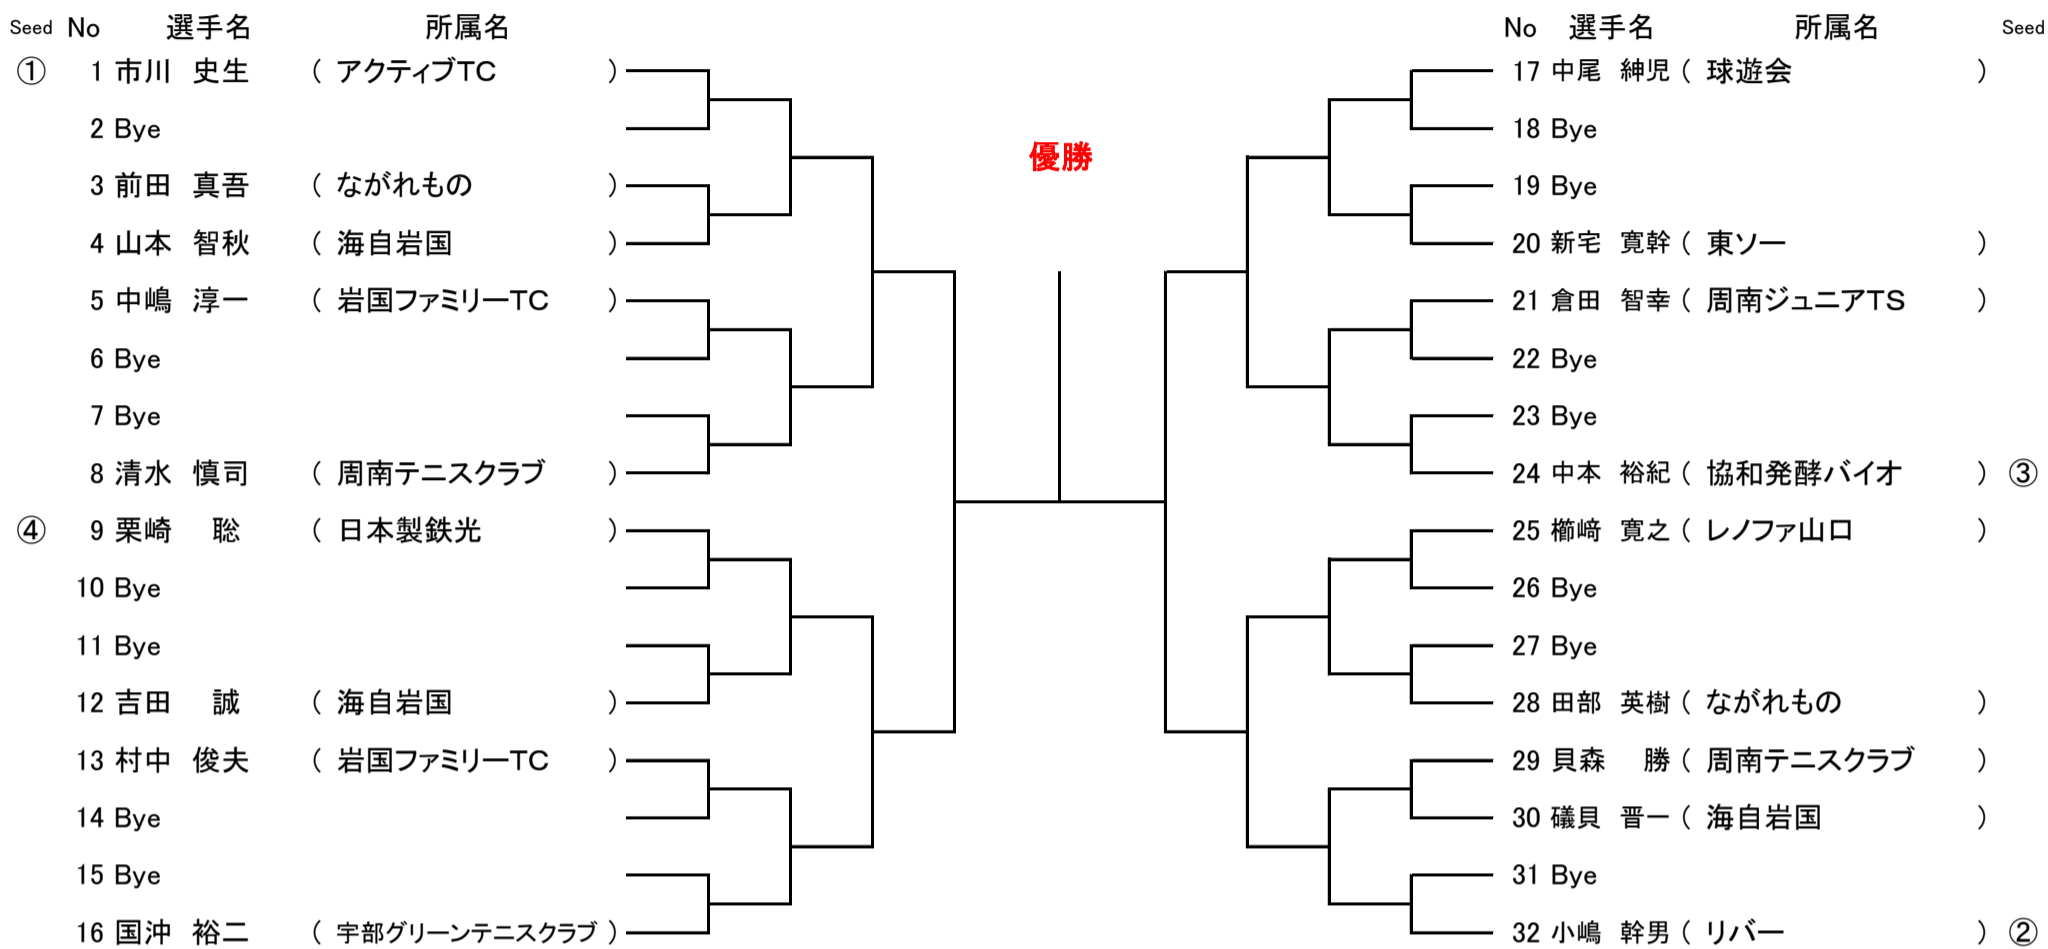 Seed No 選手名 所属名
① 1 市川 史生 ( アクティブTC )
2 Bye
3 前田 真吾 ( ながれもの )
4 山本 智秋 ( 海自岩国 )
5 中嶋 淳一 ( 岩国ファミリーTC )
6 Bye
7 Bye
8 清水 慎司 ( 周南テニスクラブ )
④ 9 栗崎 聡 ( 日本製鉄光 )
10 Bye
11 Bye
12 吉田 誠 ( 海自岩国 )
13 村中 俊夫 ( 岩国ファミリーTC )
14 Bye
15 Bye
16 国沖 裕二 ( 宇部グリーンテニスクラブ )
優勝
No 選手名 所属名 Seed
17 中尾 紳児 ( 球遊会 )
18 Bye
19 Bye
20 新宅 寛幹 ( 東ソー )
21 倉田 智幸 ( 周南ジュニアTS )
22 Bye
23 Bye
24 中本 裕紀 ( 協和発酵バイオ ) ③
25 櫛﨑 寛之 ( レノファ山口 )
26 Bye
27 Bye
28 田部 英樹 ( ながれもの )
29 貝森 勝 ( 周南テニスクラブ )
30 礒貝 晋一 ( 海自岩国 )
31 Bye
32 小嶋 幹男 ( リバー ) ②